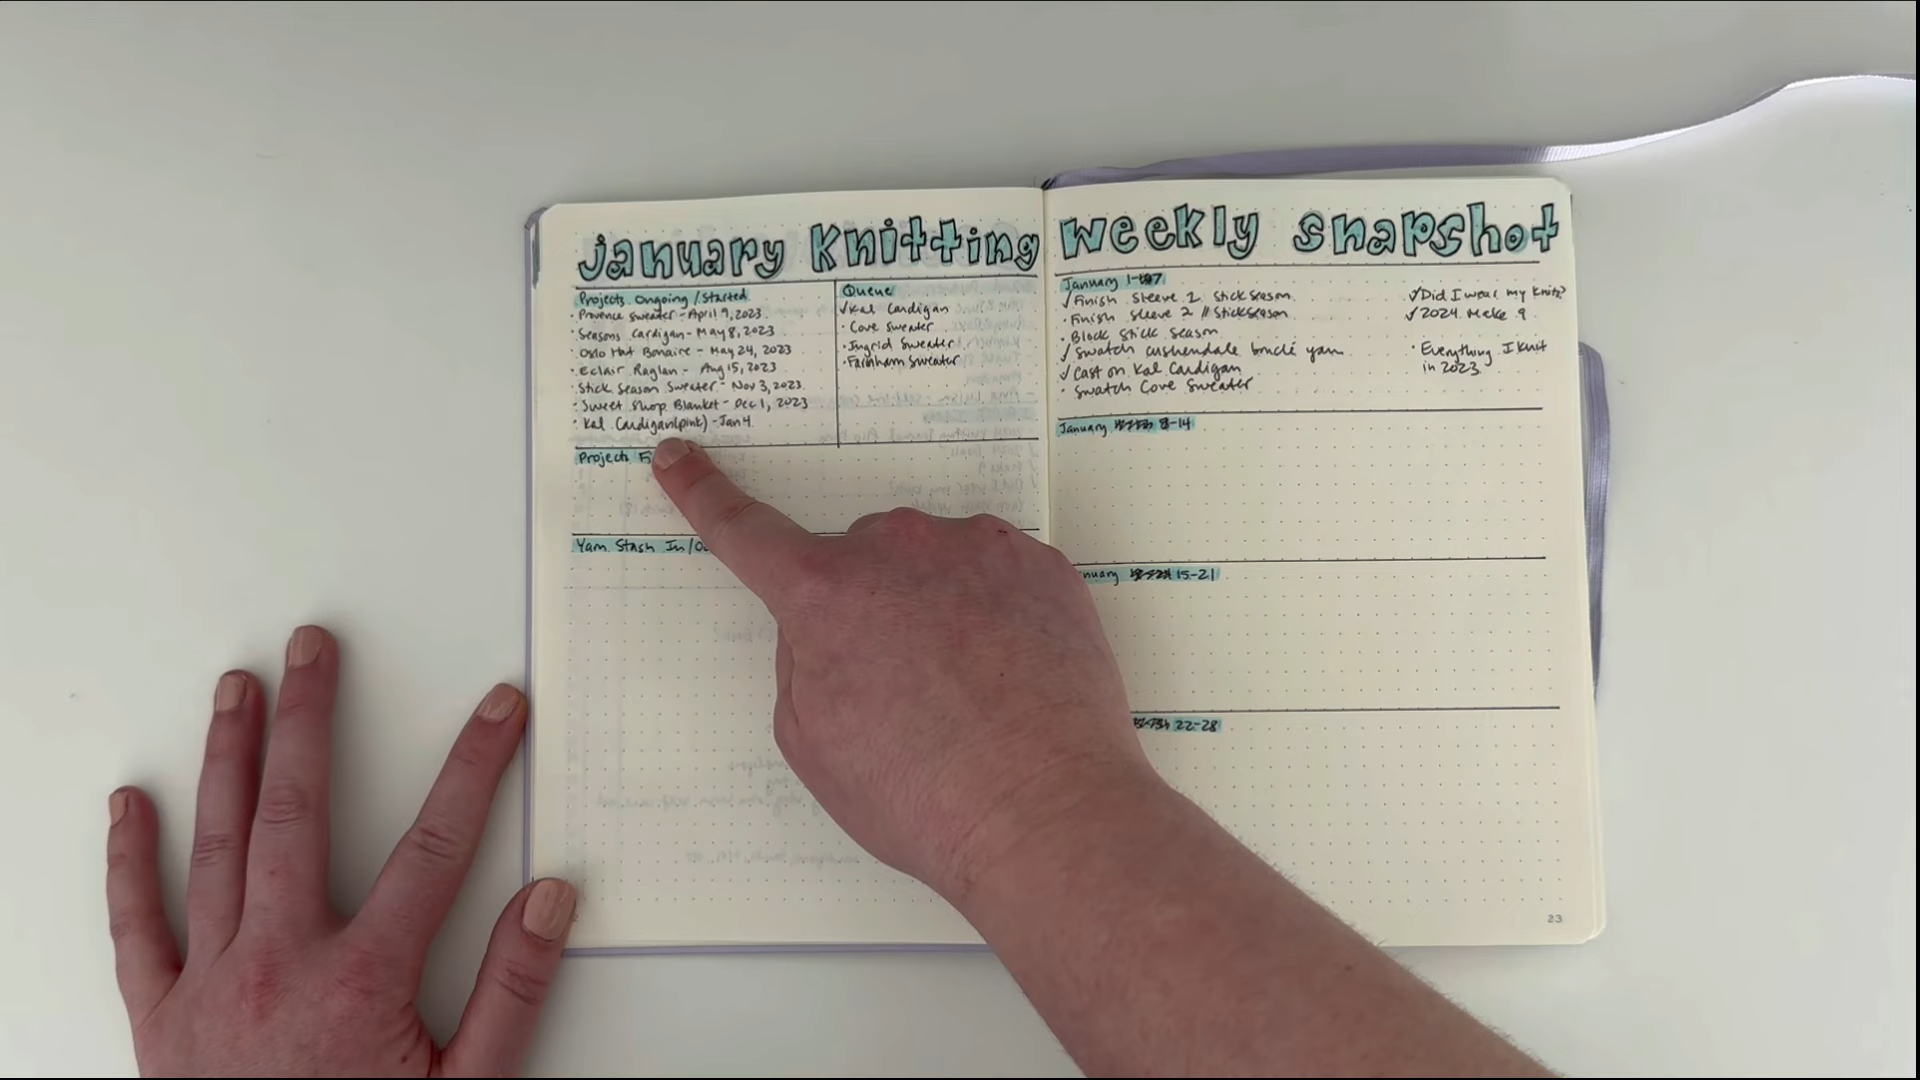 january knitting
Projects Ongoing / Started
· Provence sweater - April 9, 2023
· Seasons Cardigan - May 8, 2023
· Oslo Hat Bonaire - May 24, 2023
· Eclair Raglan - Aug 15, 2023
· Stick Season Sweater - Nov 3, 2023
· Sweet Shop Blanket - Dec 1, 2023
· Kal Cardigan (pink) - Jan 4
Queue
✓ Kal Cardigan
· Cove Sweater
· Ingrid Sweater
· Farnham Sweater
Projects
Yarn Stash In/
weekly snapshot
January 1-7
✓ Finish Sleeve 1 Stick Season
· Finish Sleeve 2 // Stick Season
· Block Stick Season
✓ Swatch cushendale boucle yarn
✓ Cast on Kal Cardigan
· Swatch Cove Sweater
✓ Did I wear my Knits?
✓ 2024 Make 9
· Everything I Knit
in 2023
January 8-14
nuary 15-21
22-28
23